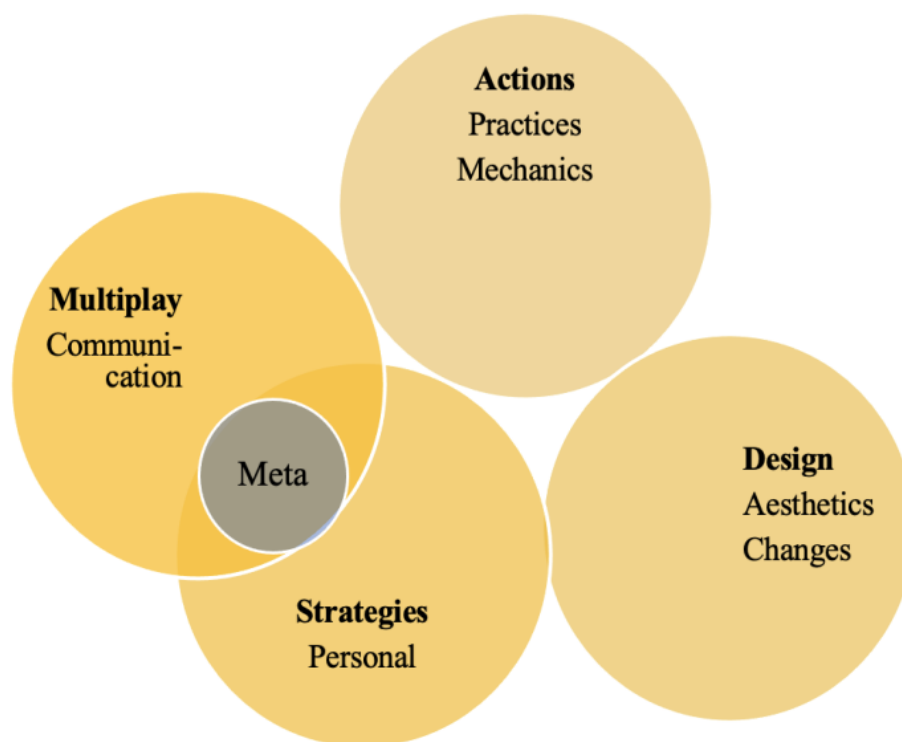 Actions
Practices
Mechanics
Multiplay
Communi-
cation
Meta
Design
Aesthetics
Changes
Strategies
Personal